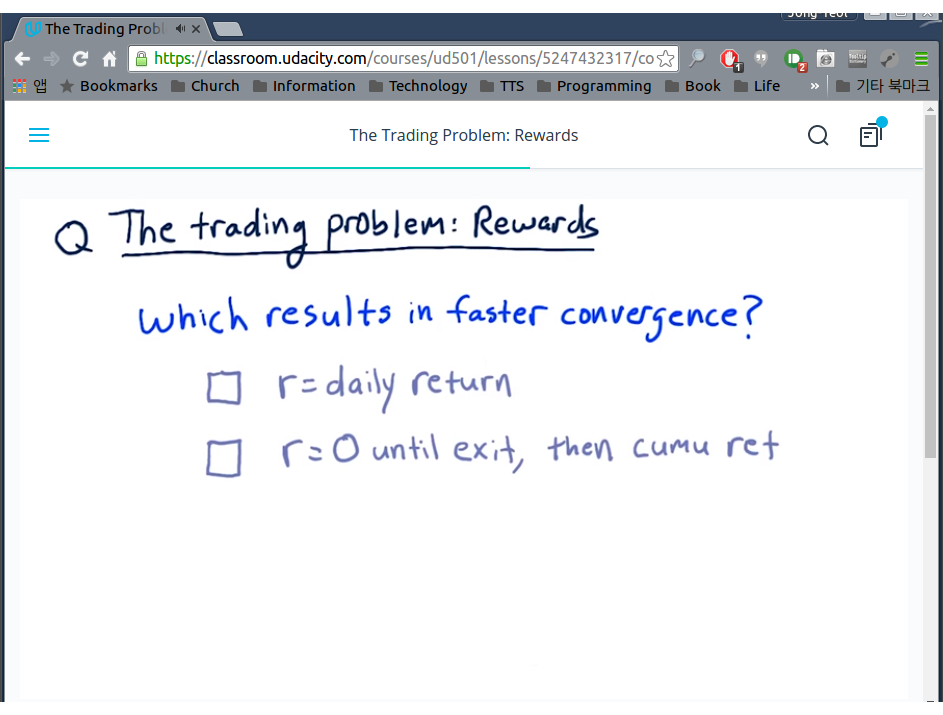 The Trading Probl
https://classroom.udacity.com/courses/ud501/lessons/5247432317/co
1
2
앱 Bookmarks Church Information Technology TTS Programming Book Life » 기타 북마크
The Trading Problem: Rewards
Q The trading problem: Rewards
Which results in faster convergence?
r=daily return
r=0 until exit, then cumu ret